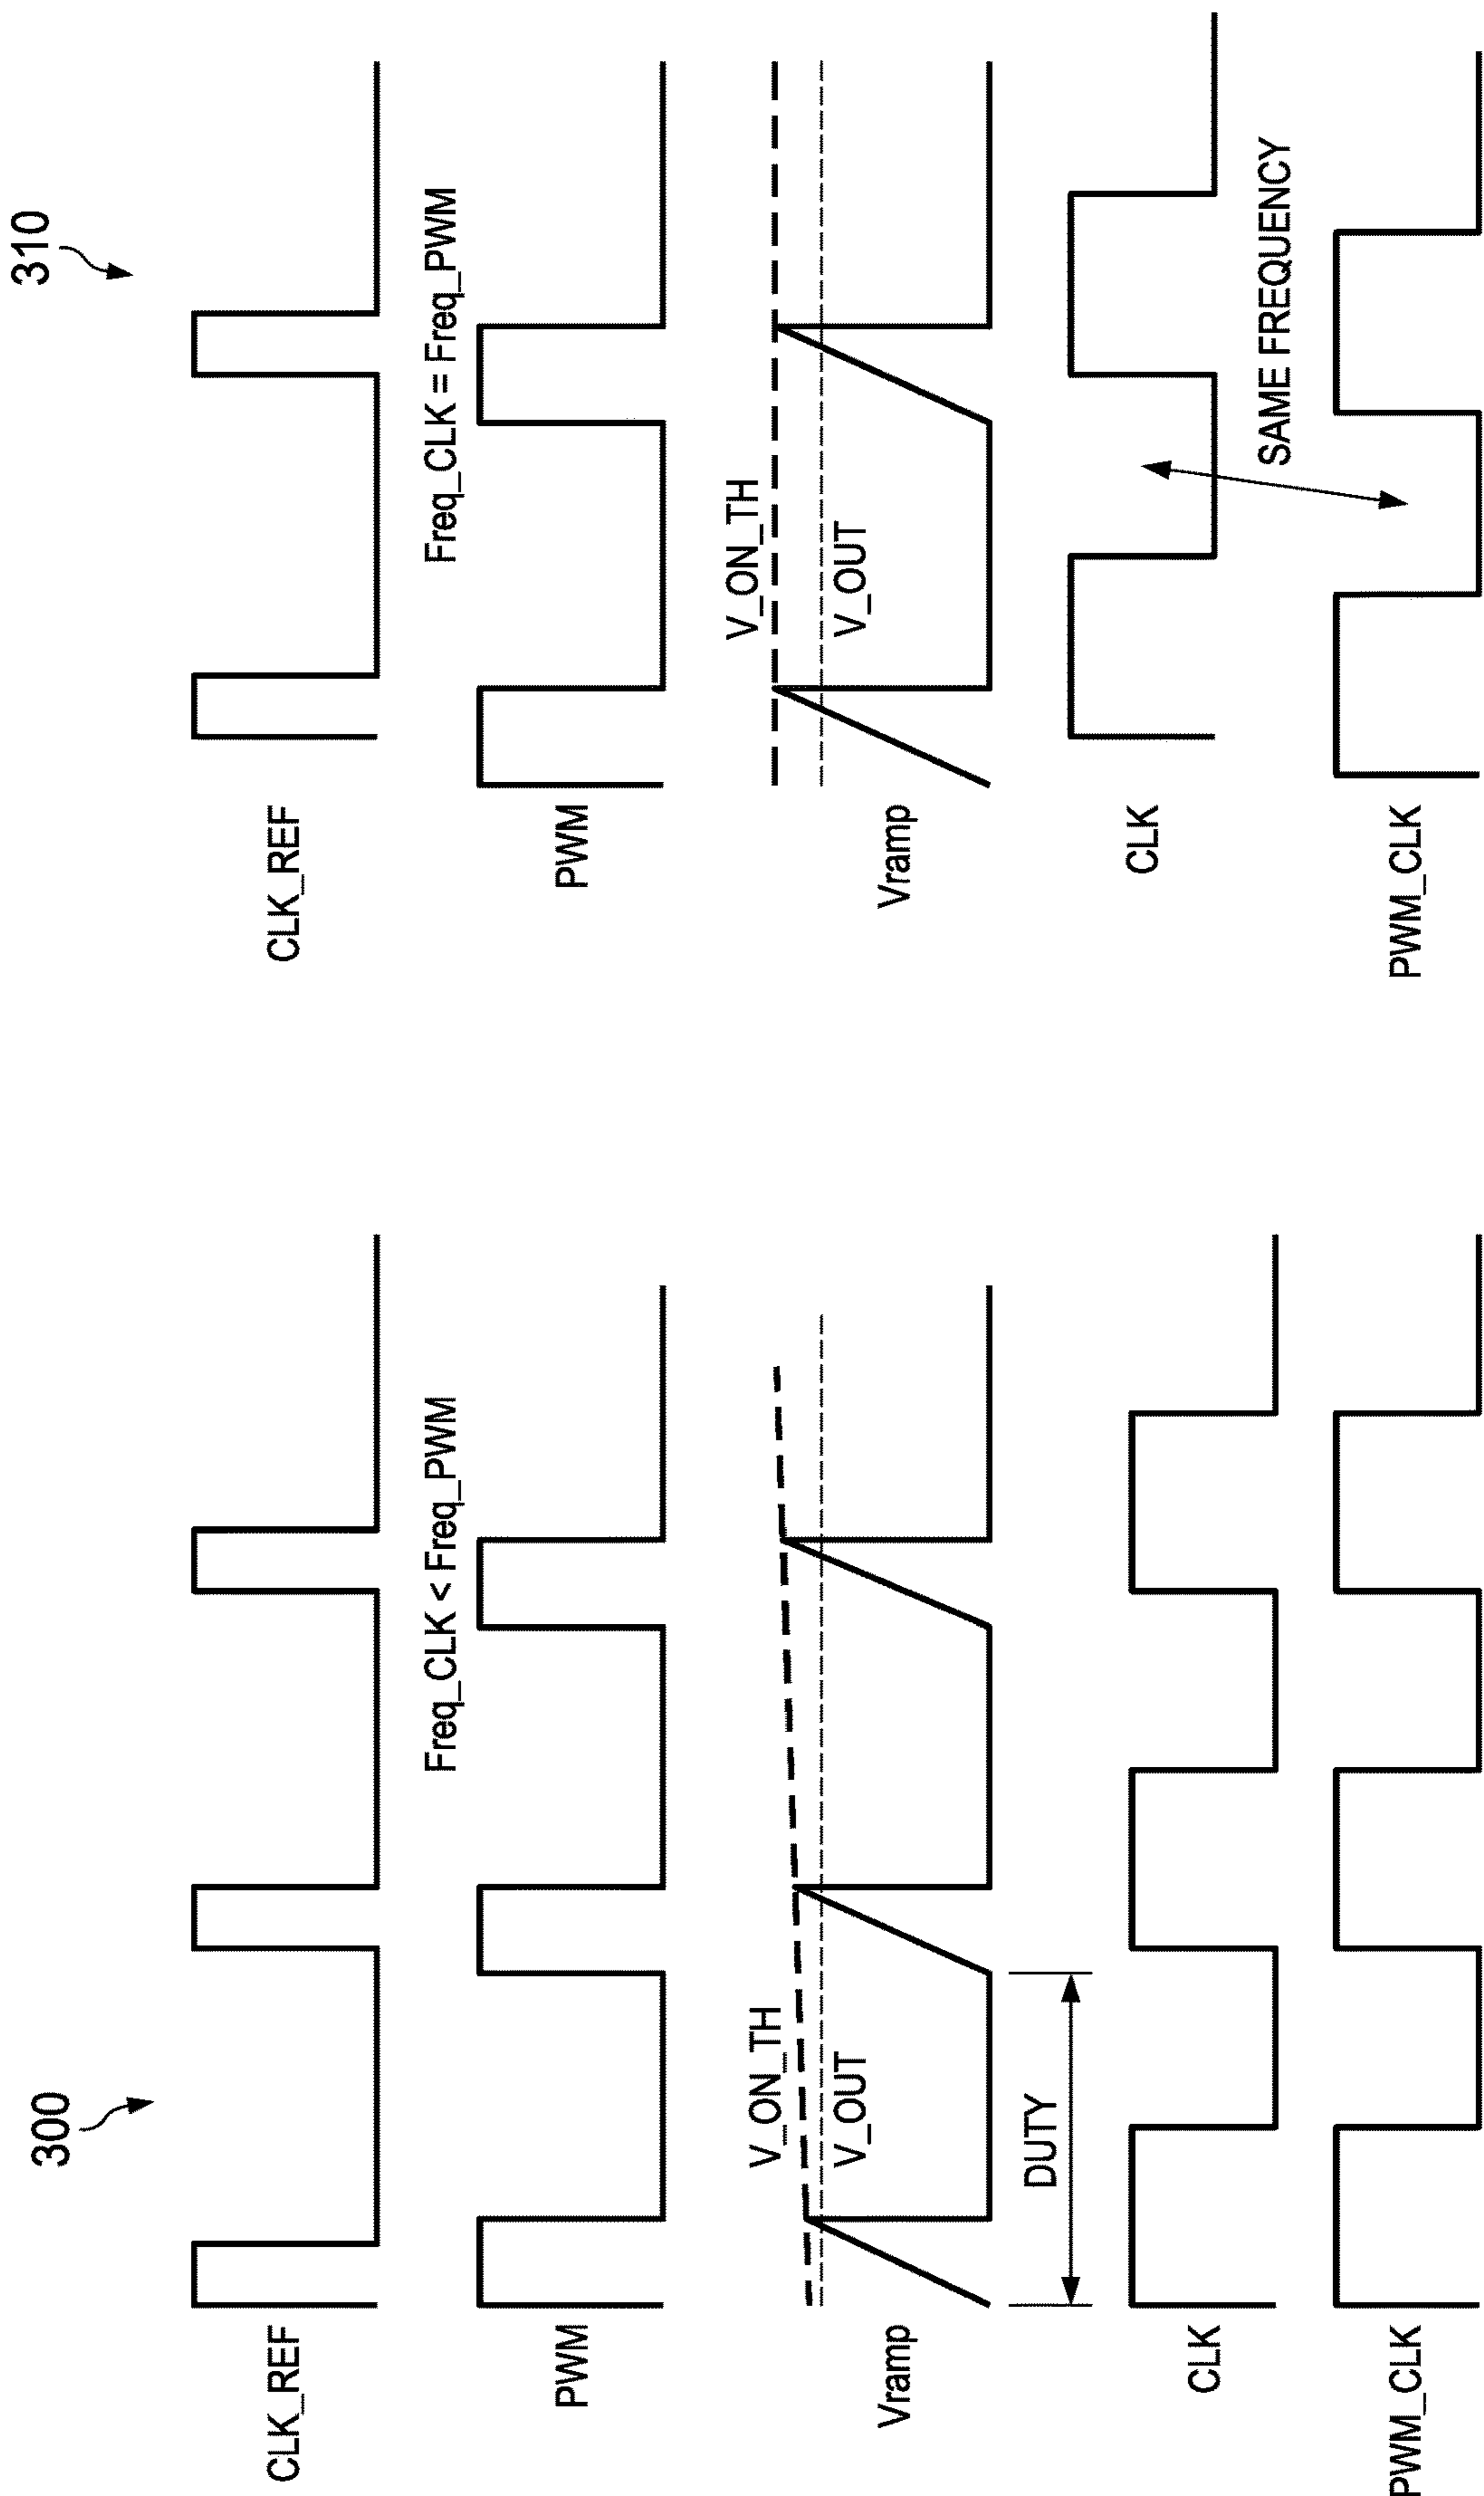 300
CLK_REF
Freq_CLK < Freq_PWM
PWM
V_ON_TH
V_OUT
Vramp
DUTY
CLK
PWM_CLK
310
CLK_REF
Freq_CLK = Freq_PWM
PWM
V_ON_TH
V_OUT
Vramp
CLK
SAME FREQUENCY
PWM_CLK